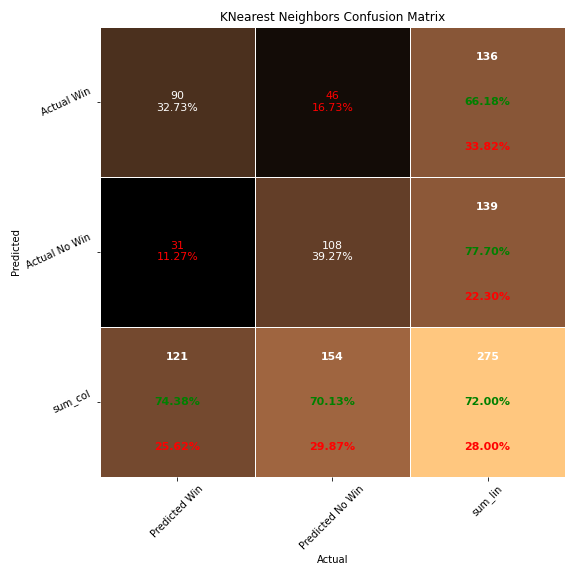 KNearest Neighbors Confusion Matrix
Actual Win
90
32.73%
46
16.73%
136
66.18%
33.82%
Predicted
Actual No Win
31
11.27%
108
39.27%
139
77.70%
22.30%
sum_col
121
74.38%
25.62%
154
70.13%
29.87%
275
72.00%
28.00%
Predicted Win
Predicted No Win
sum_lin
Actual